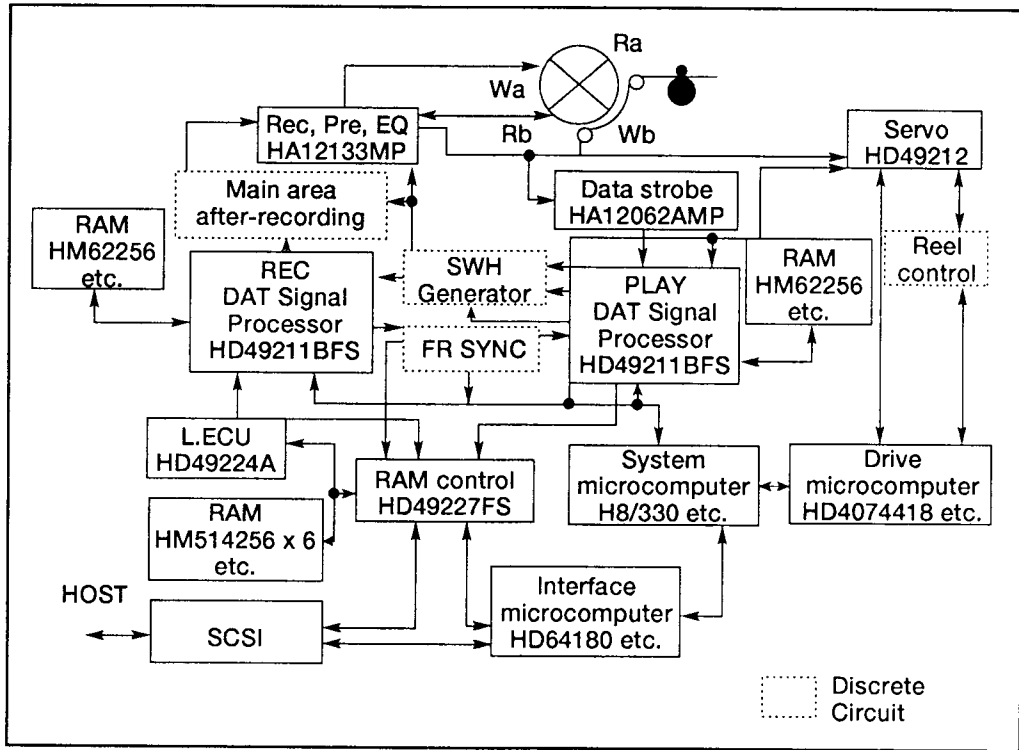 Ra
Wa
Rec, Pre, EQ
HA12133MP
Rb
Wb
Servo
HD49212
Main area
after-recording
Data strobe
HA12062AMP
RAM
HM62256
etc.
REC
DAT Signal
Processor
HD49211BFS
SWH
Generator
PLAY
DAT Signal
Processor
HD49211BFS
RAM
HM62256
etc.
Reel
control
FR SYNC
L.ECU
HD49224A
RAM control
HD49227FS
System
microcomputer
H8/330 etc.
Drive
microcomputer
HD4074418 etc.
RAM
HM514256 x 6
etc.
HOST
SCSI
Interface
microcomputer
HD64180 etc.
Discrete
Circuit